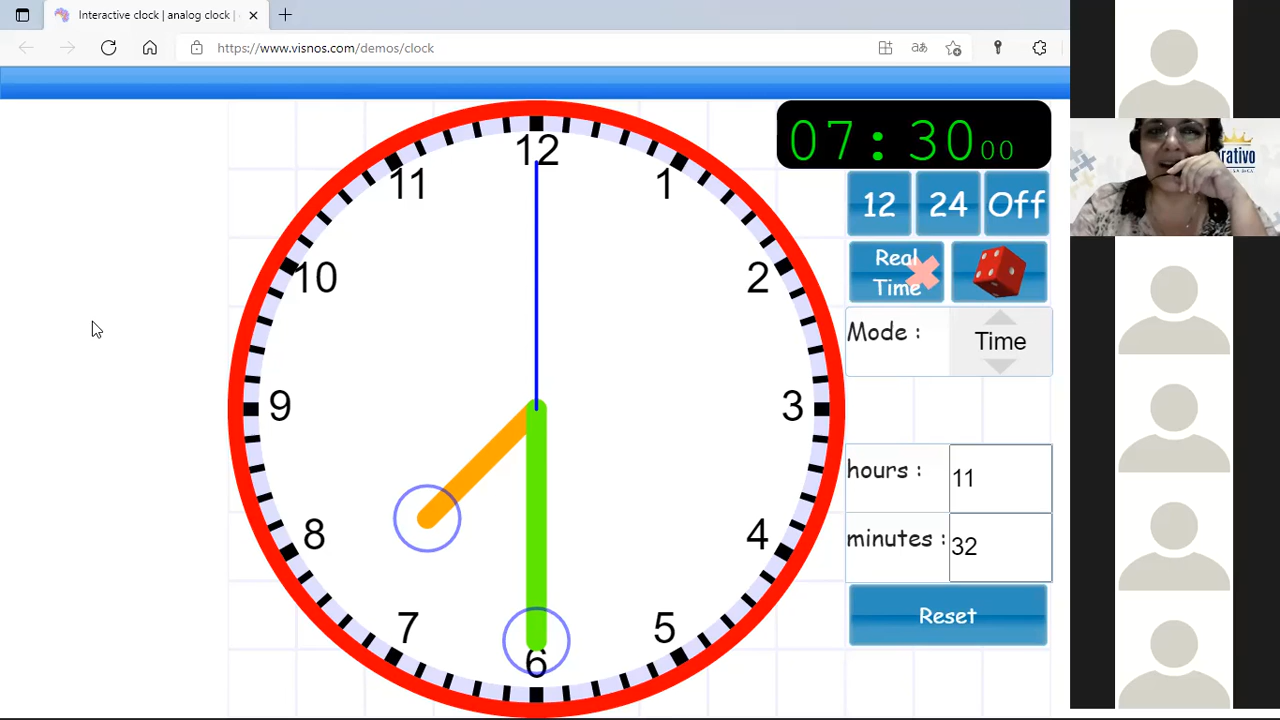 Interactive clock | analog clock |
https://www.visnos.com/demos/clock
07:30 00
12 24 Off
Real
Time
Mode : Time
hours : 11
minutes : 32
Reset
12
11 1
10 2
9 3
8 4
7 5
6
rativo